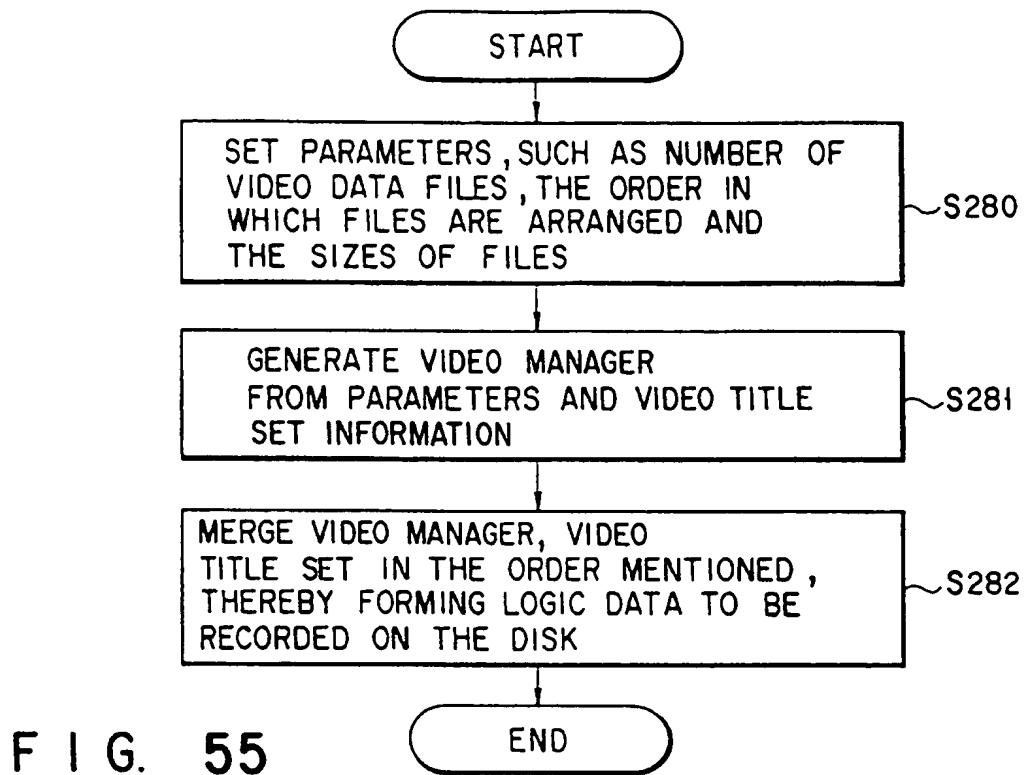 START
SET PARAMETERS, SUCH AS NUMBER OF
VIDEO DATA FILES, THE ORDER IN
WHICH FILES ARE ARRANGED AND
THE SIZES OF FILES
S280
GENERATE VIDEO MANAGER
FROM PARAMETERS AND VIDEO TITLE
SET INFORMATION
S281
MERGE VIDEO MANAGER, VIDEO
TITLE SET IN THE ORDER MENTIONED,
THEREBY FORMING LOGIC DATA TO BE
RECORDED ON THE DISK
S282
END
FIG. 55